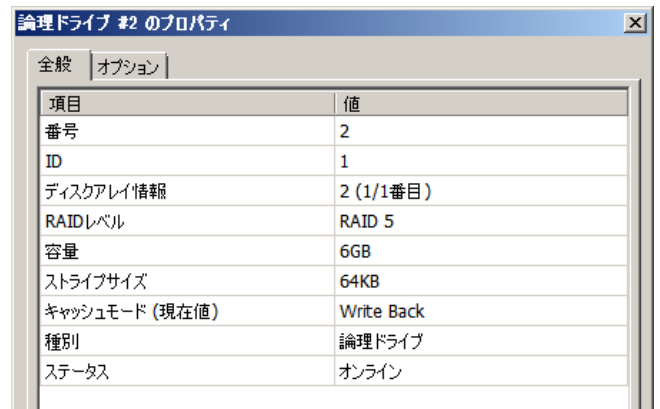 論理ドライブ #2 のプロパティ
全般 オプション
項目 値
番号 2
ID 1
ディスクアレイ情報 2 (1/1番目)
RAIDレベル RAID 5
容量 6GB
ストライプサイズ 64KB
キャッシュモード (現在値) Write Back
種別 論理ドライブ
ステータス オンライン